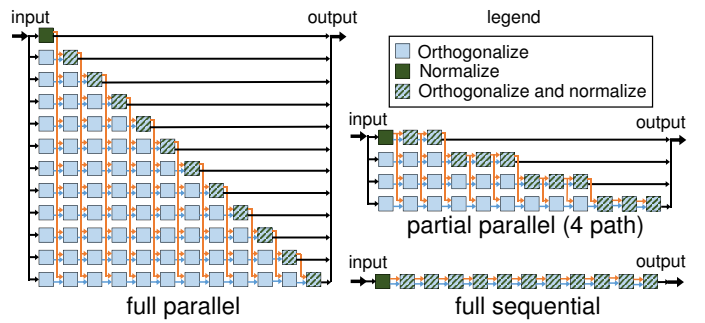 input
output
legend
Orthogonalize
Normalize
Orthogonalize and normalize
input
output
partial parallel (4 path)
input
output
full parallel
full sequential